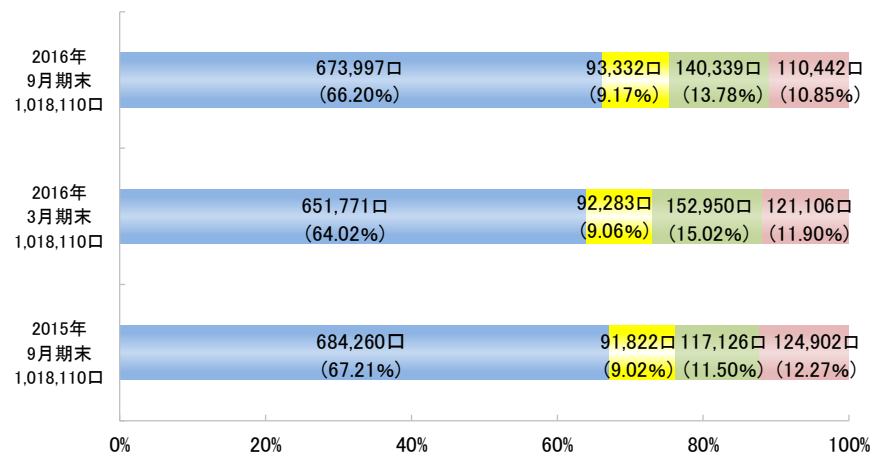 2016年
9月期末
1,018,110口
673,997口
(66.20%)
93,332口
(9.17%)
140,339口
(13.78%)
110,442口
(10.85%)
2016年
3月期末
1,018,110口
651,771口
(64.02%)
92,283口
(9.06%)
152,950口
(15.02%)
121,106口
(11.90%)
2015年
9月期末
1,018,110口
684,260口
(67.21%)
91,822口
(9.02%)
117,126口
(11.50%)
124,902口
(12.27%)
0% 20% 40% 60% 80% 100%